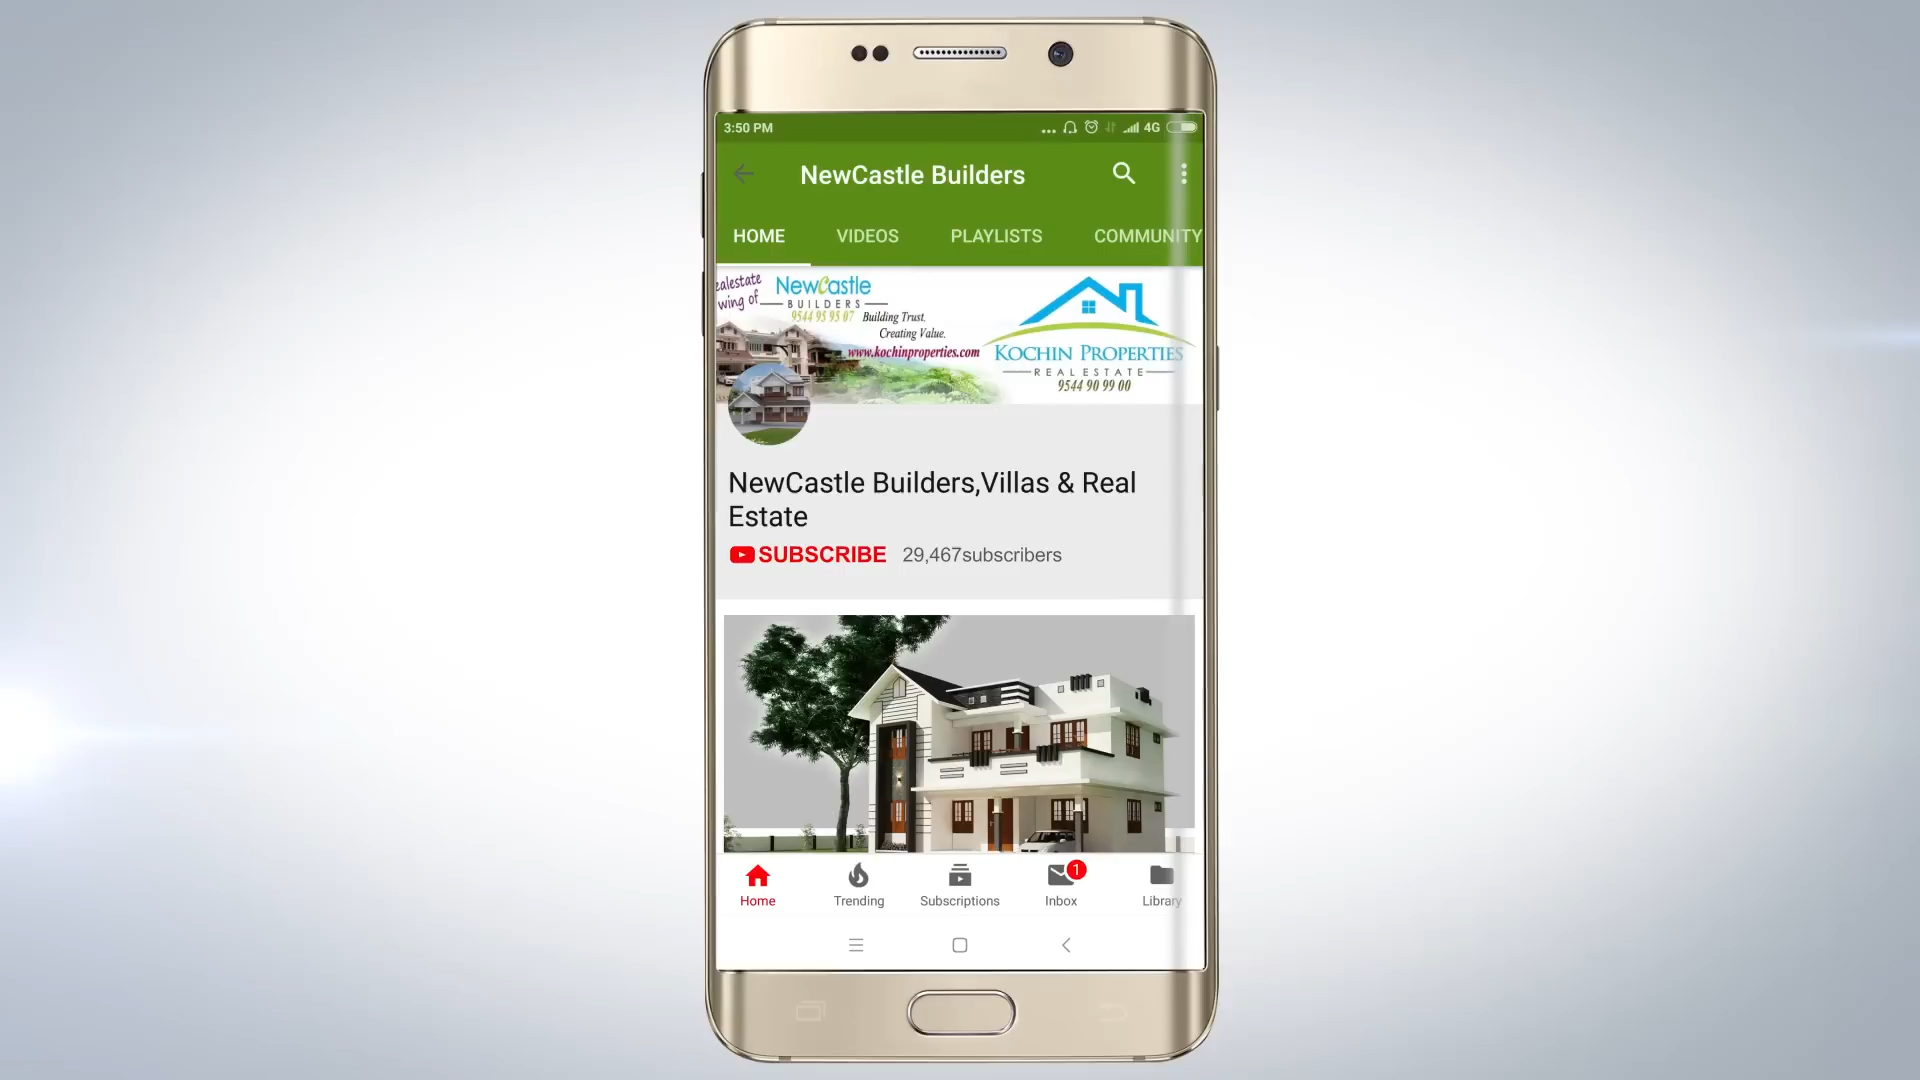 3:50 PM
4G
NewCastle Builders
HOME VIDEOS PLAYLISTS COMMUNITY
ealestate
wing of
NewCastle
BUILDERS
9544 95 95 07
Building Trust.
Creating Value.
www.kochinproperties.com
KOCHIN PROPERTIES
REAL ESTATE
9544 90 99 00
NewCastle Builders,Villas & Real
Estate
SUBSCRIBE 29,467subscribers
1
Home Trending Subscriptions Inbox Library